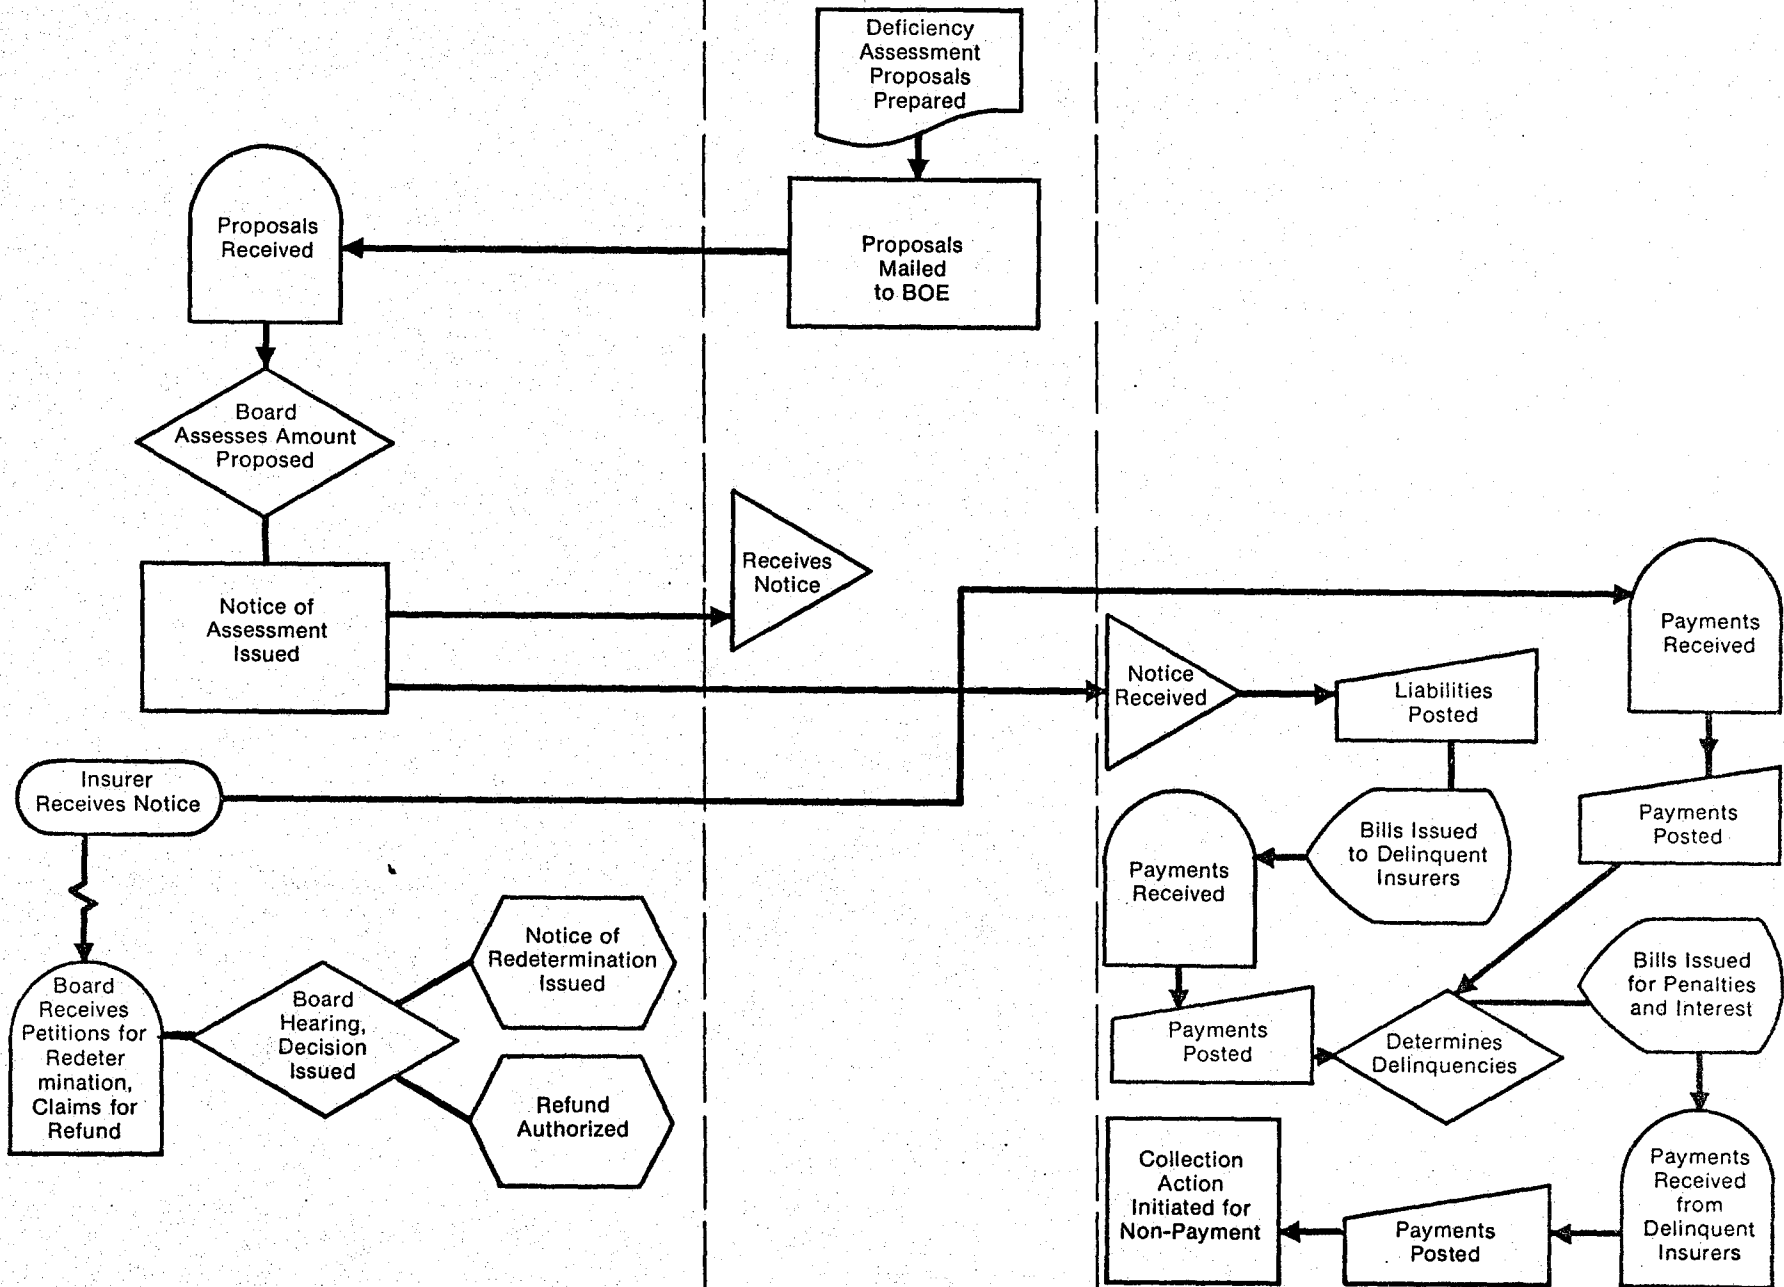 Deficiency
Assessment
Proposals
Prepared
Proposals
Mailed
to BOE
Proposals
Received
Board
Assesses Amount
Proposed
Notice of
Assessment
Issued
Receives
Notice
Notice
Received
Liabilities
Posted
Payments
Received
Payments
Posted
Insurer
Receives Notice
Bills Issued
to Delinquent
Insurers
Payments
Received
Payments
Posted
Determines
Delinquencies
Bills Issued
for Penalties
and Interest
Board
Receives
Petitions for
Redeter
mination,
Claims for
Refund
Board
Hearing,
Decision
Issued
Notice of
Redetermination
Issued
Refund
Authorized
Payments
Received
from
Delinquent
Insurers
Payments
Posted
Collection
Action
Initiated for
Non-Payment